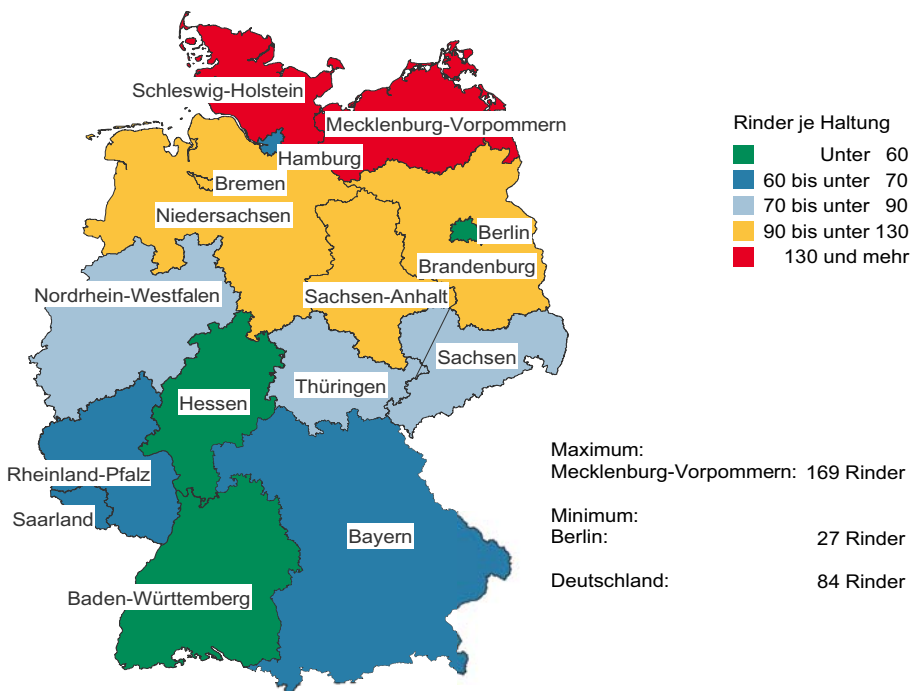 Schleswig-Holstein
Mecklenburg-Vorpommern
Hamburg
Bremen
Niedersachsen
Berlin
Brandenburg
Nordrhein-Westfalen
Sachsen-Anhalt
Sachsen
Thüringen
Hessen
Rheinland-Pfalz
Saarland
Bayern
Baden-Württemberg
Rinder je Haltung
Unter 60
60 bis unter 70
70 bis unter 90
90 bis unter 130
130 und mehr
Maximum:
Mecklenburg-Vorpommern: 169 Rinder
Minimum:
Berlin: 27 Rinder
Deutschland: 84 Rinder